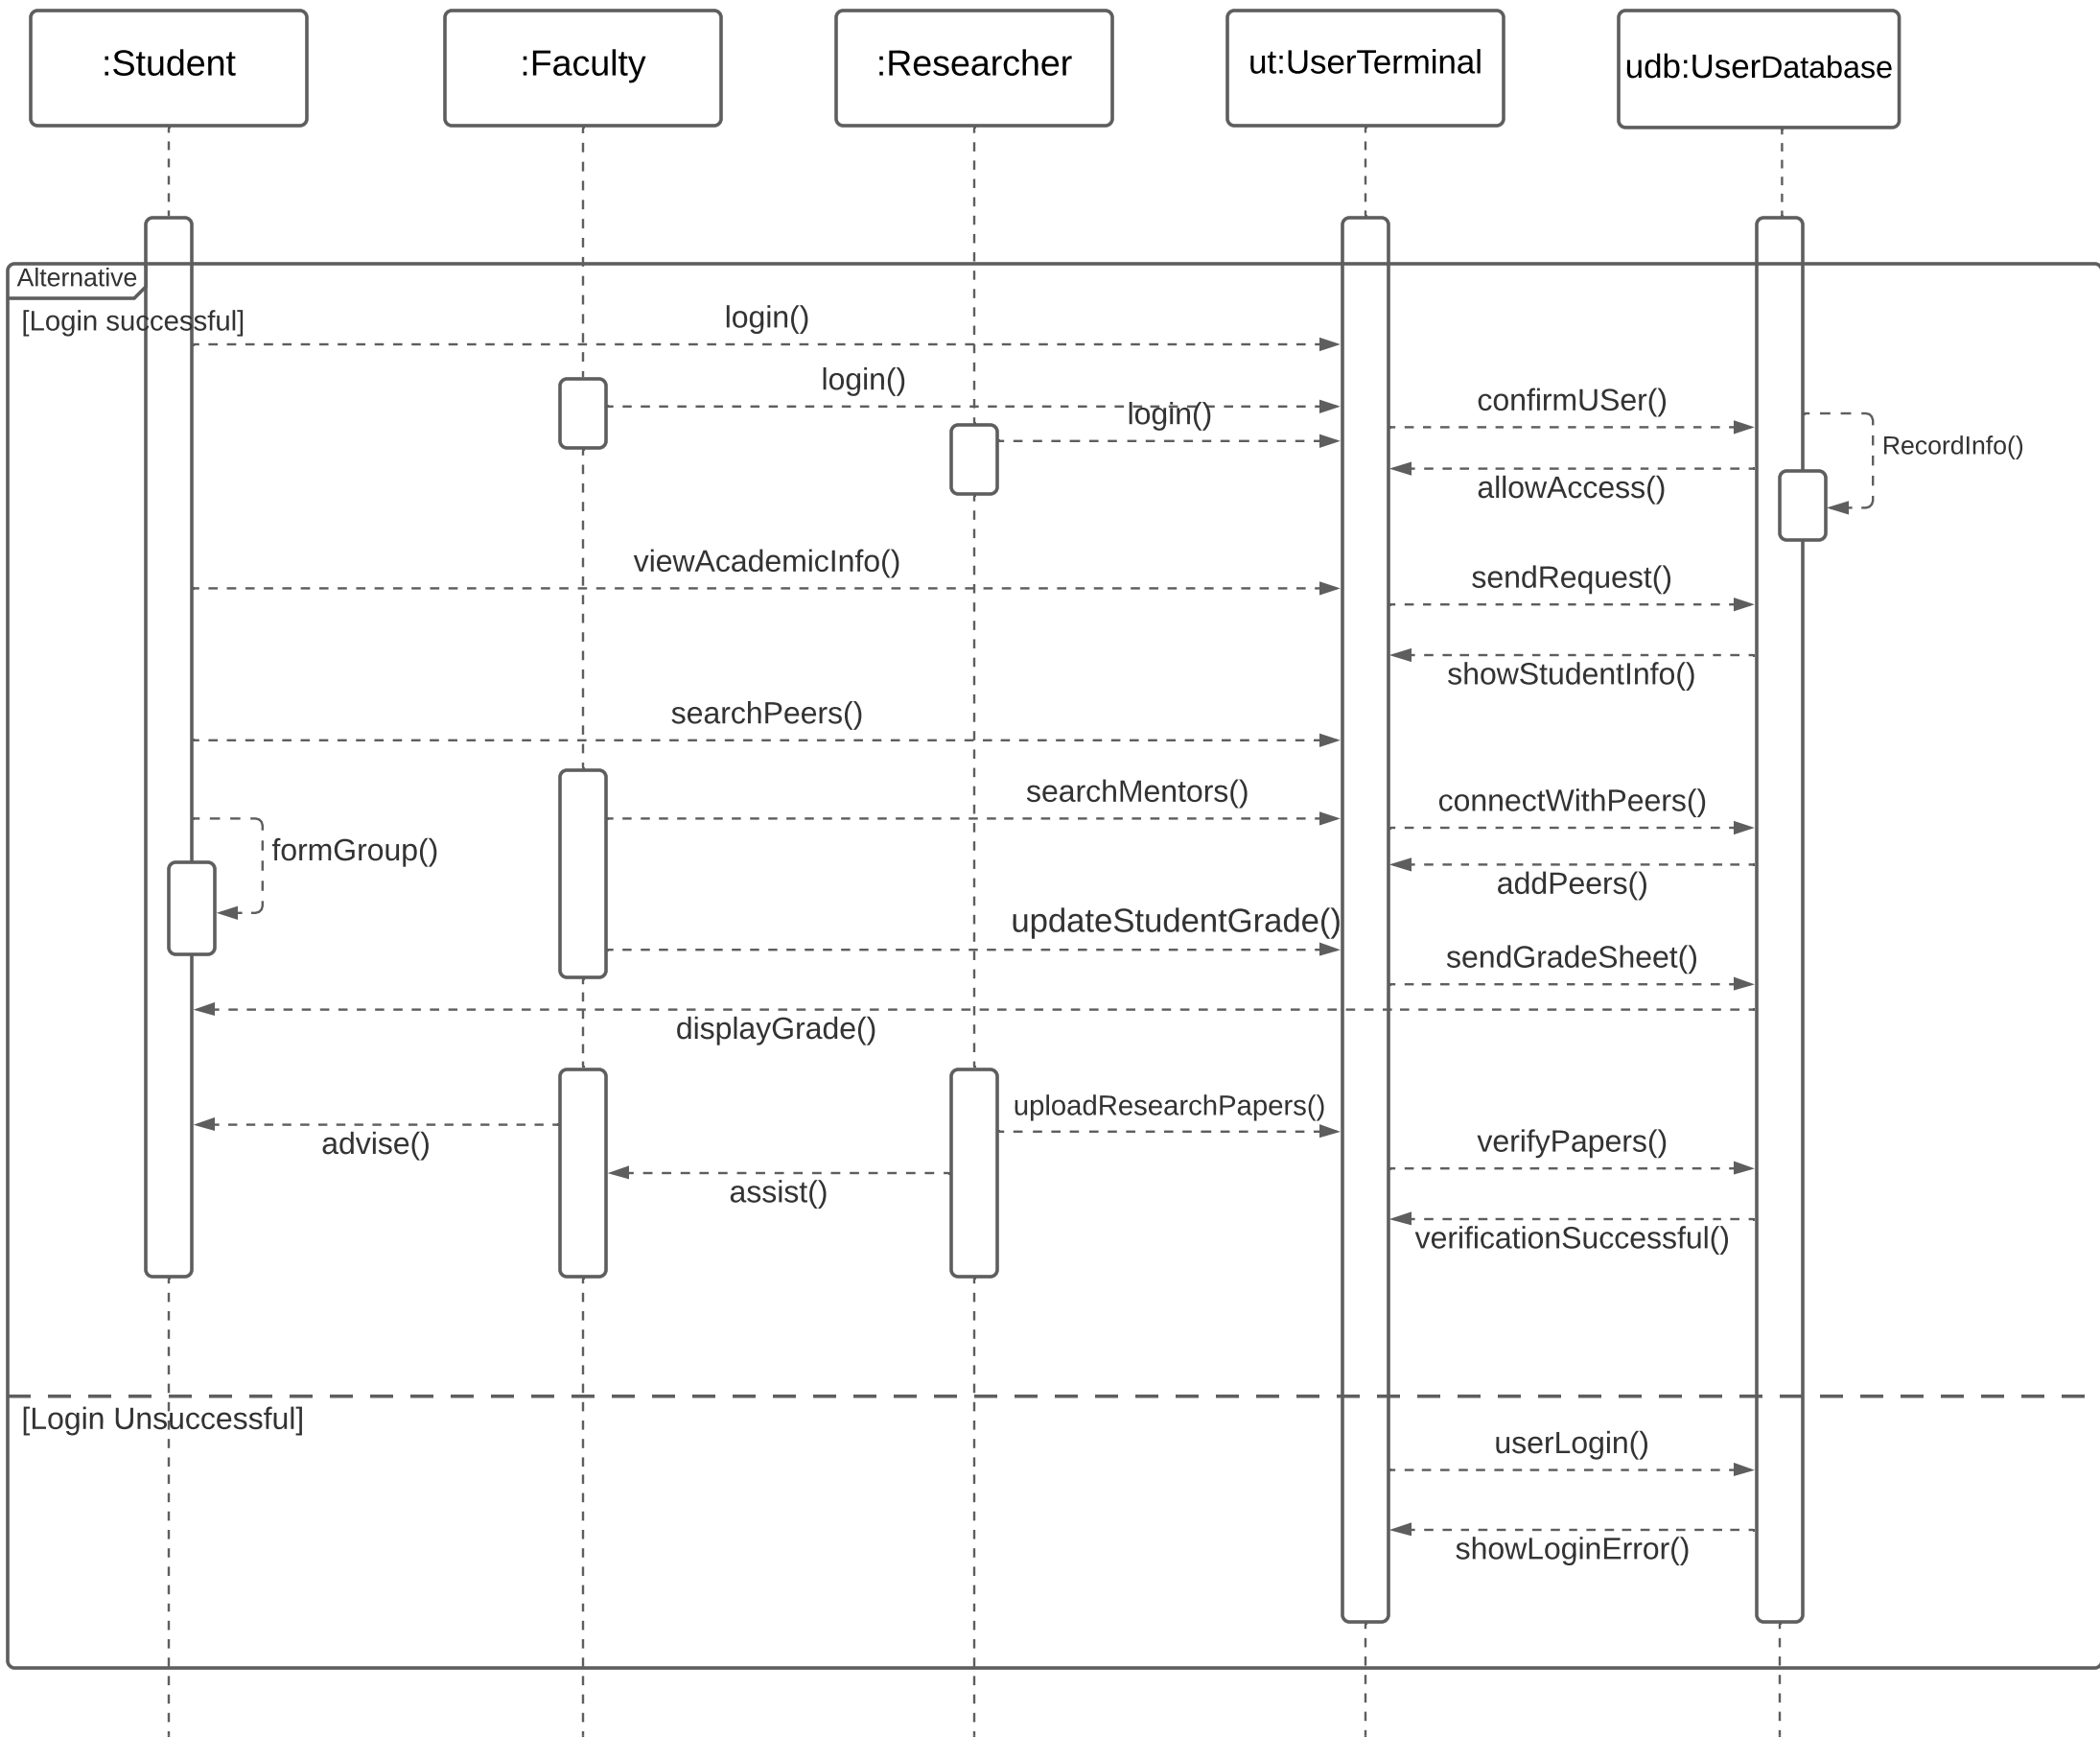 :Student
:Faculty
:Researcher
ut:UserTerminal
udb:UserDatabase
Alternative
[Login successful]
login()
login()
login()
confirmUSer()
RecordInfo()
allowAccess()
viewAcademicInfo()
sendRequest()
showStudentInfo()
searchPeers()
searchMentors()
connectWithPeers()
formGroup()
addPeers()
updateStudentGrade()
sendGradeSheet()
displayGrade()
uploadResearchPapers()
advise()
verifyPapers()
assist()
verificationSuccessful()
[Login Unsuccessful]
userLogin()
showLoginError()